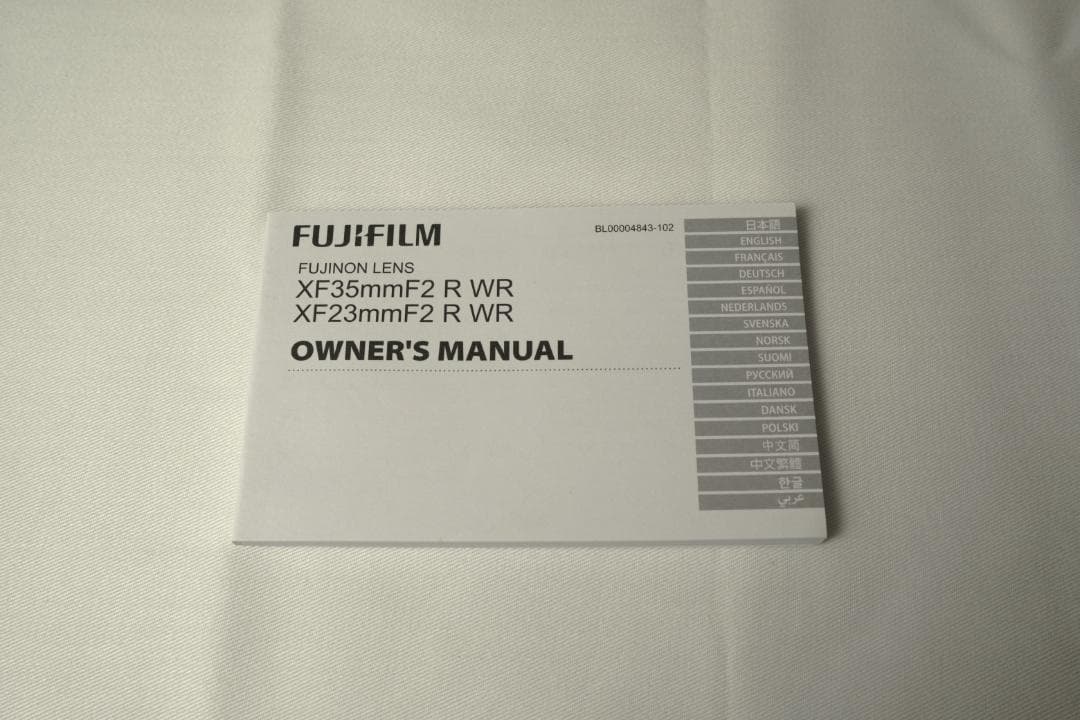 FUJIFILM
BL00004843-102
FUJINON LENS
XF35mmF2 R WR
XF23mmF2 R WR
OWNER'S MANUAL
日本語
ENGLISH
FRANÇAIS
DEUTSCH
ESPAÑOL
NEDERLANDS
SVENSKA
NORSK
SUOMI
РУССКИЙ
ITALIANO
DANSK
POLSKI
中文简
中文繁體
한글
عربي